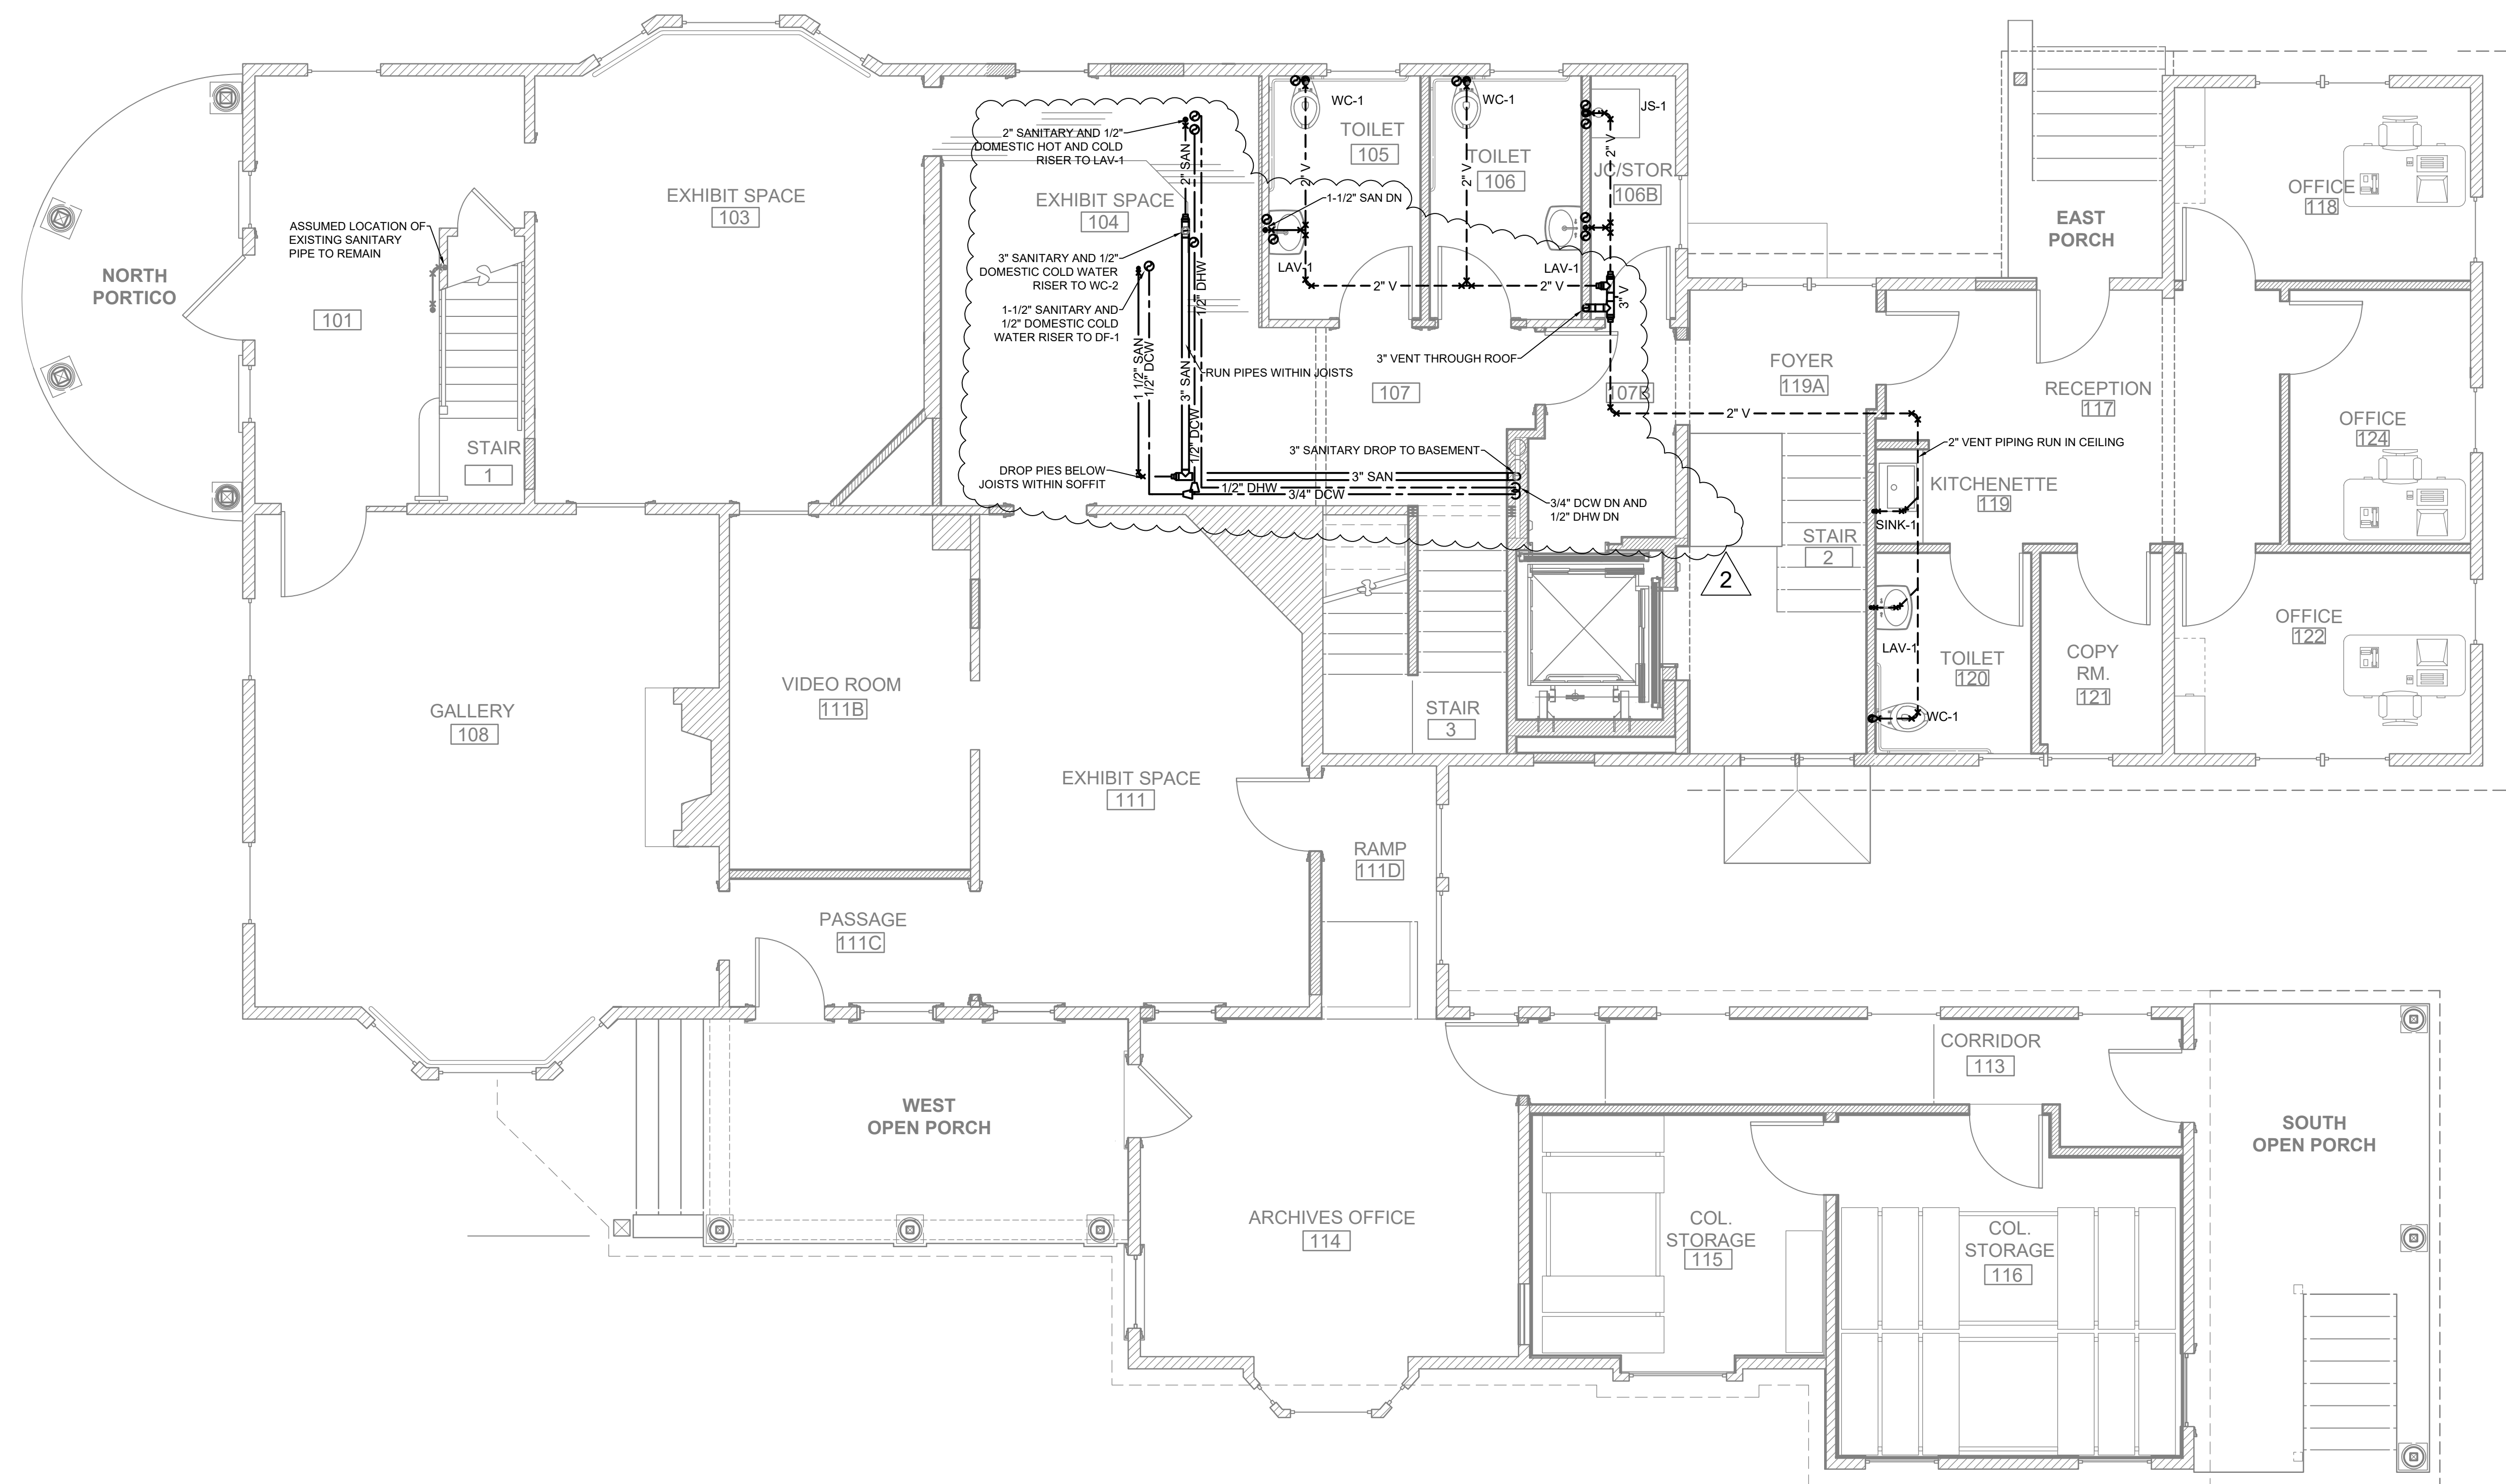 NORTH
PORTICO
101
ASSUMED LOCATION OF
EXISTING SANITARY
PIPE TO REMAIN
STAIR
1
EXHIBIT SPACE
103
2" SANITARY AND 1/2"
DOMESTIC HOT AND COLD
RISER TO LAV-1
EXHIBIT SPACE
104
3" SANITARY AND 1/2"
DOMESTIC COLD WATER
RISER TO WC-2
1-1/2" SANITARY AND
1/2" DOMESTIC COLD
WATER RISER TO DF-1
DROP PIES BELOW
JOISTS WITHIN SOFFIT
2" SAN
1/2" DHW
1 1/2" SAN
1/2" DCW
3" SAN
1/2" DCW
RUN PIPES WITHIN JOISTS
3" SAN
1/2" DHW
3/4" DCW
WC-1
TOILET
105
2" V
1-1/2" SAN DN
LAV-1
2" V
WC-1
TOILET
106
2" V
LAV-1
2" V
JS-1
2" V
JC/STOR.
106B
3" V
3" VENT THROUGH ROOF
107
107B
3" SANITARY DROP TO BASEMENT
3/4" DCW DN AND
1/2" DHW DN
2
FOYER
119A
2" V
STAIR
2
STAIR
3
EAST
PORCH
RECEPTION
117
2" VENT PIPING RUN IN CEILING
KITCHENETTE
119
SINK-1
LAV-1
TOILET
120
WC-1
COPY
RM.
121
OFFICE
118
OFFICE
124
OFFICE
122
GALLERY
108
VIDEO ROOM
111B
EXHIBIT SPACE
111
RAMP
111D
PASSAGE
111C
WEST
OPEN PORCH
ARCHIVES OFFICE
114
CORRIDOR
113
COL.
STORAGE
115
COL.
STORAGE
116
SOUTH
OPEN PORCH